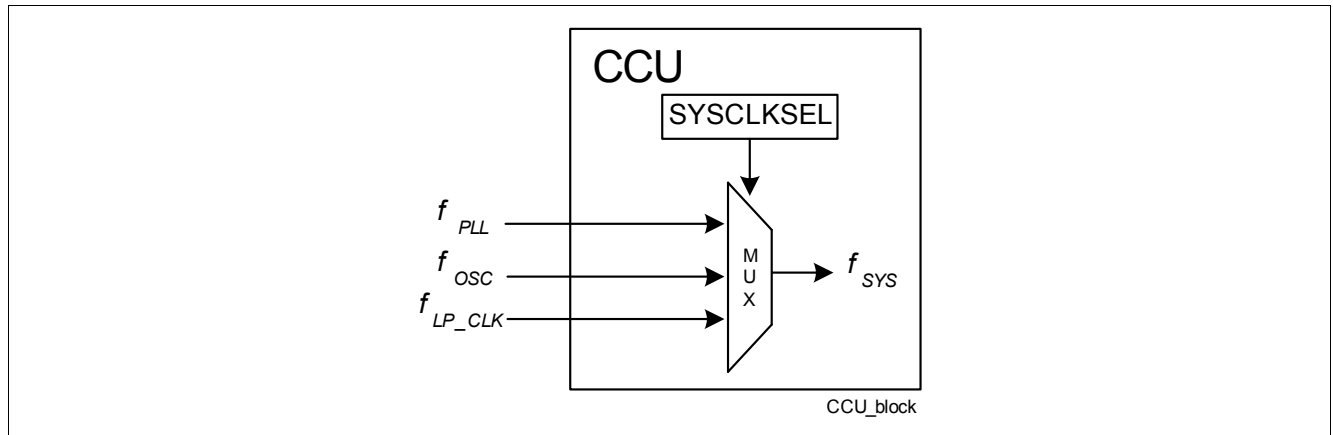 CCU
SYSCLKSEL
f PLL
f OSC
f LP_CLK
M
U
X
f SYS
CCU_block